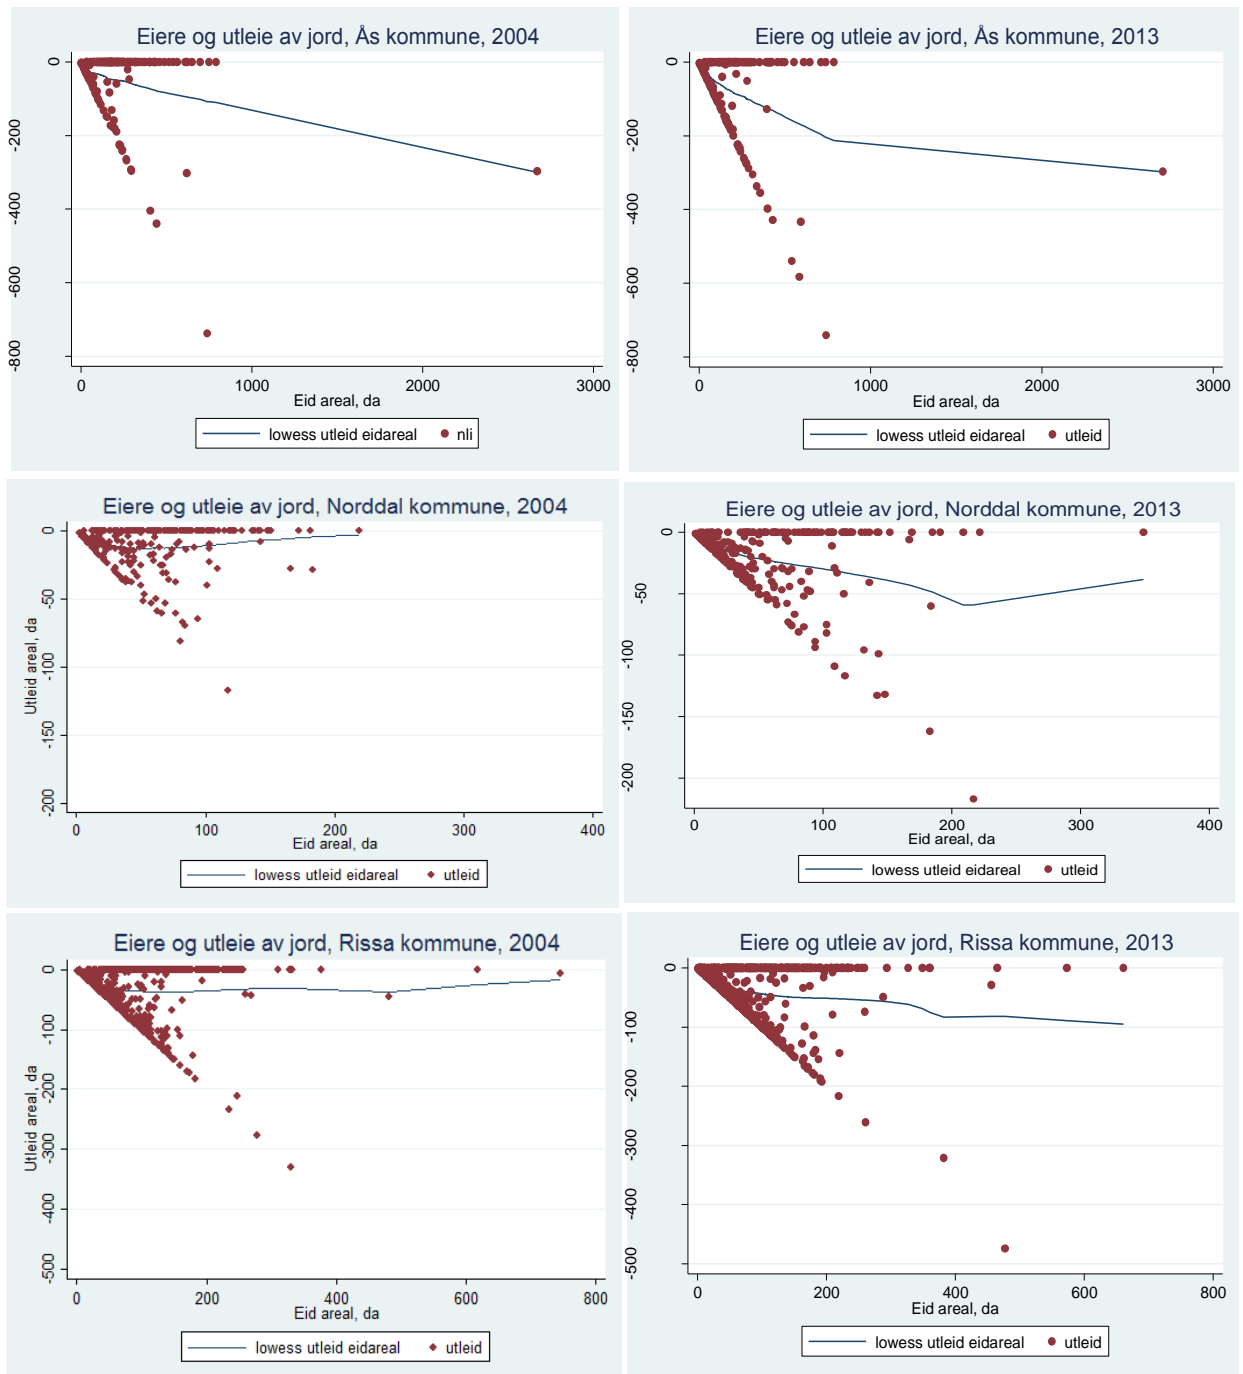 Eiere og utleie av jord, Ås kommune, 2004
0
-200
-400
-600
-800
0 1000 2000 3000
Eid areal, da
lowess utleid eidareal nli
Eiere og utleie av jord, Ås kommune, 2013
0
-200
-400
-600
-800
0 1000 2000 3000
Eid areal, da
lowess utleid eidareal utleid
Eiere og utleie av jord, Norddal kommune, 2004
Utleid areal, da
0
-50
-100
-150
-200
0 100 200 300 400
Eid areal, da
lowess utleid eidareal utleid
Eiere og utleie av jord, Norddal kommune, 2013
0
-50
-100
-150
-200
0 100 200 300 400
Eid areal, da
lowess utleid eidareal utleid
Eiere og utleie av jord, Rissa kommune, 2004
Utleid areal, da
0
-100
-200
-300
-400
-500
0 200 400 600 800
Eid areal, da
lowess utleid eidareal utleid
Eiere og utleie av jord, Rissa kommune, 2013
0
-100
-200
-300
-400
-500
0 200 400 600 800
Eid areal, da
lowess utleid eidareal utleid